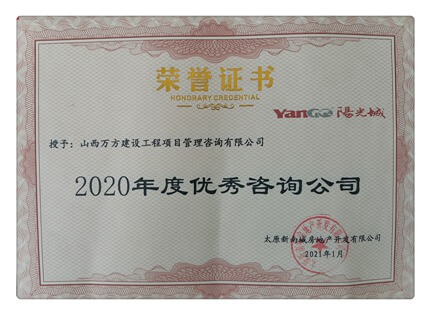 荣誉证书
HONORARY CREDENTIAL
YanGO 陽光城
授予：山西万方建设工程项目管理咨询有限公司
2020年度优秀咨询公司
太原新南城房地产开发有限公司
2021年1月